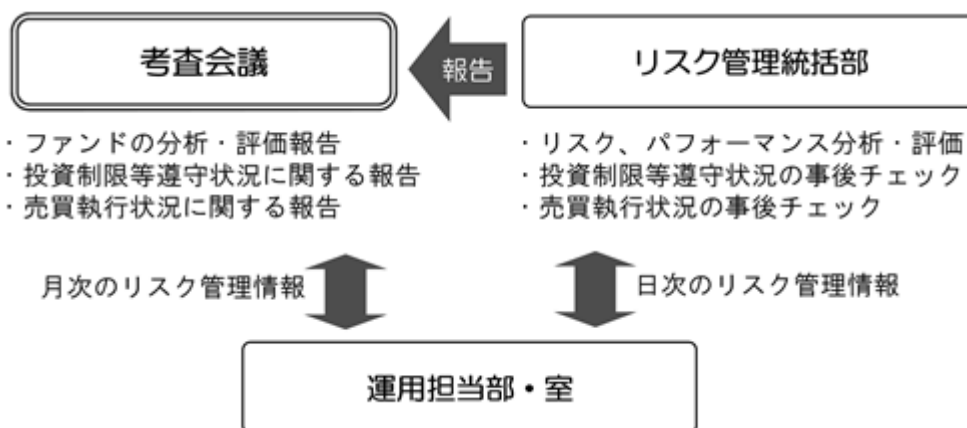 考査会議
報告
リスク管理統括部
・ファンドの分析・評価報告
・投資制限等遵守状況に関する報告
・売買執行状況に関する報告
・リスク、パフォーマンス分析・評価
・投資制限等遵守状況の事後チェック
・売買執行状況の事後チェック
月次のリスク管理情報
日次のリスク管理情報
運用担当部・室